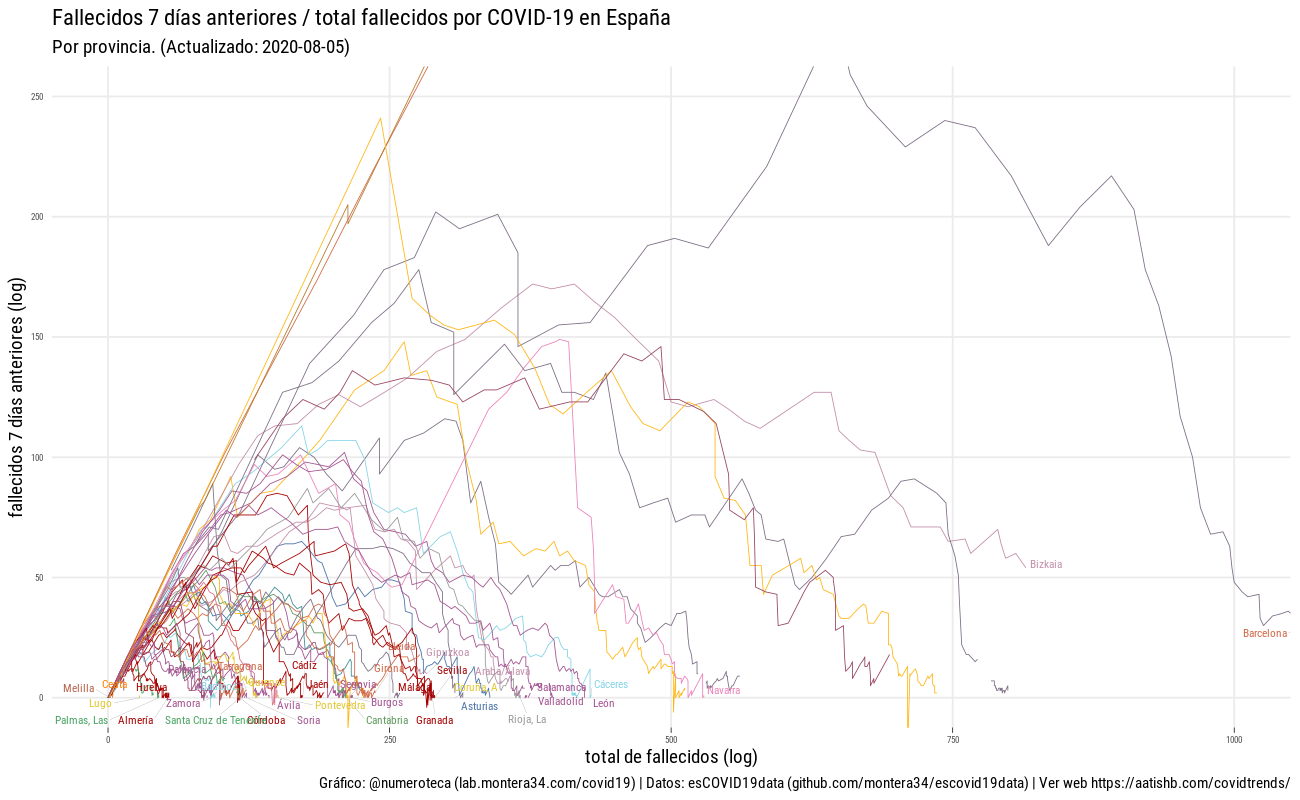 Fallecidos 7 días anteriores / total fallecidos por COVID-19 en España
Por provincia. (Actualizado: 2020-08-05)
fallecidos 7 días anteriores (log)
250
200
150
100
50
0
Bizkaia
Barcelona
Gipuzkoa
Girona
Sevilla
Araba/Álava
Cádiz
Tarragona
Jaén
Segovia
Málaga
Coruña, A
Salamanca
Cáceres
Navarra
Melilla
Ceuta
Huelva
Lugo
Zamora
Ávila
Pontevedra
Burgos
Asturias
Valladolid
León
Palmas, Las
Almería
Santa Cruz de Tenerife
Córdoba
Soria
Cantabria
Granada
Rioja, La
0
250
500
750
1000
total de fallecidos (log)
Gráfico: @numeroteca (lab.montera34.com/covid19) | Datos: esCOVID19data (github.com/montera34/escovid19data) | Ver web https://aatishb.com/covidtrends/